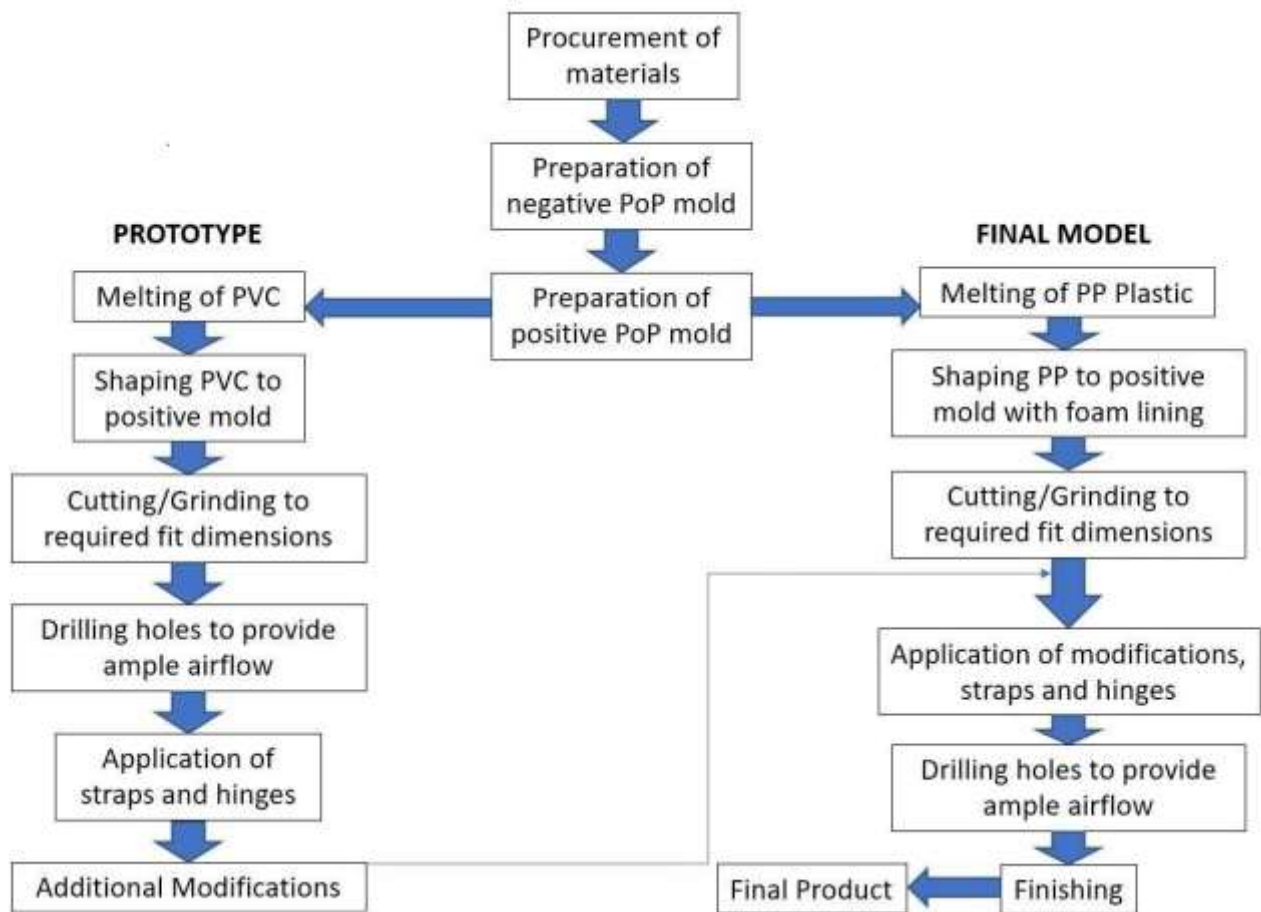 Procurement of
materials
Preparation of
negative PoP mold
Preparation of
positive PoP mold
PROTOTYPE
Melting of PVC
Shaping PVC to
positive mold
Cutting/Grinding to
required fit dimensions
Drilling holes to provide
ample airflow
Application of
straps and hinges
Additional Modifications
FINAL MODEL
Melting of PP Plastic
Shaping PP to positive
mold with foam lining
Cutting/Grinding to
required fit dimensions
Application of modifications,
straps and hinges
Drilling holes to provide
ample airflow
Finishing
Final Product